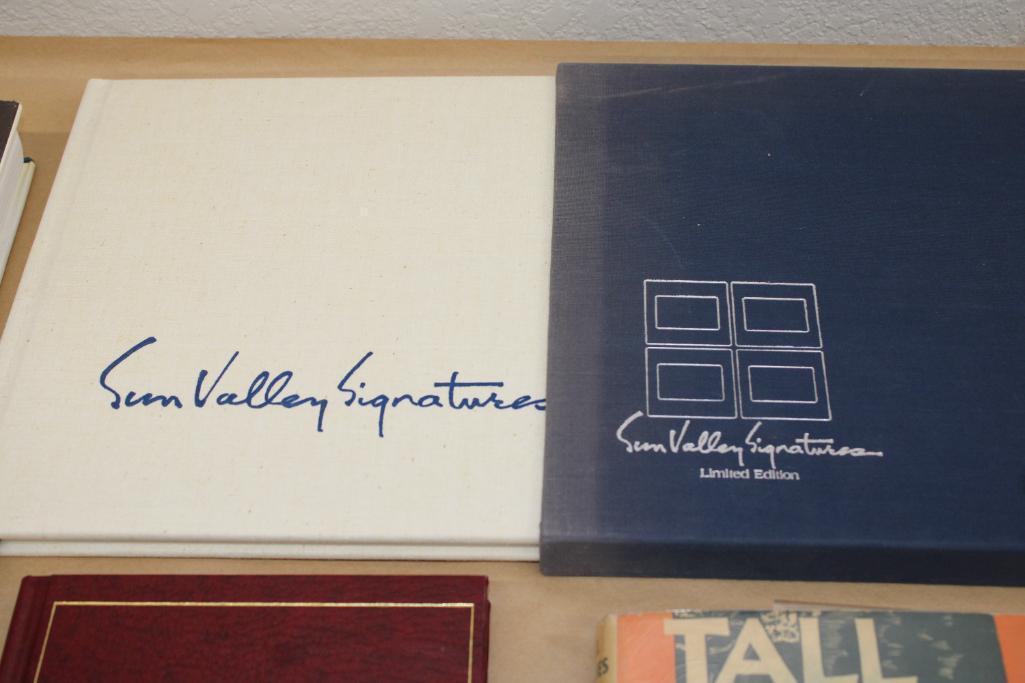 Sun Valley Signatures
Sun Valley Signatures
Limited Edition
TALL